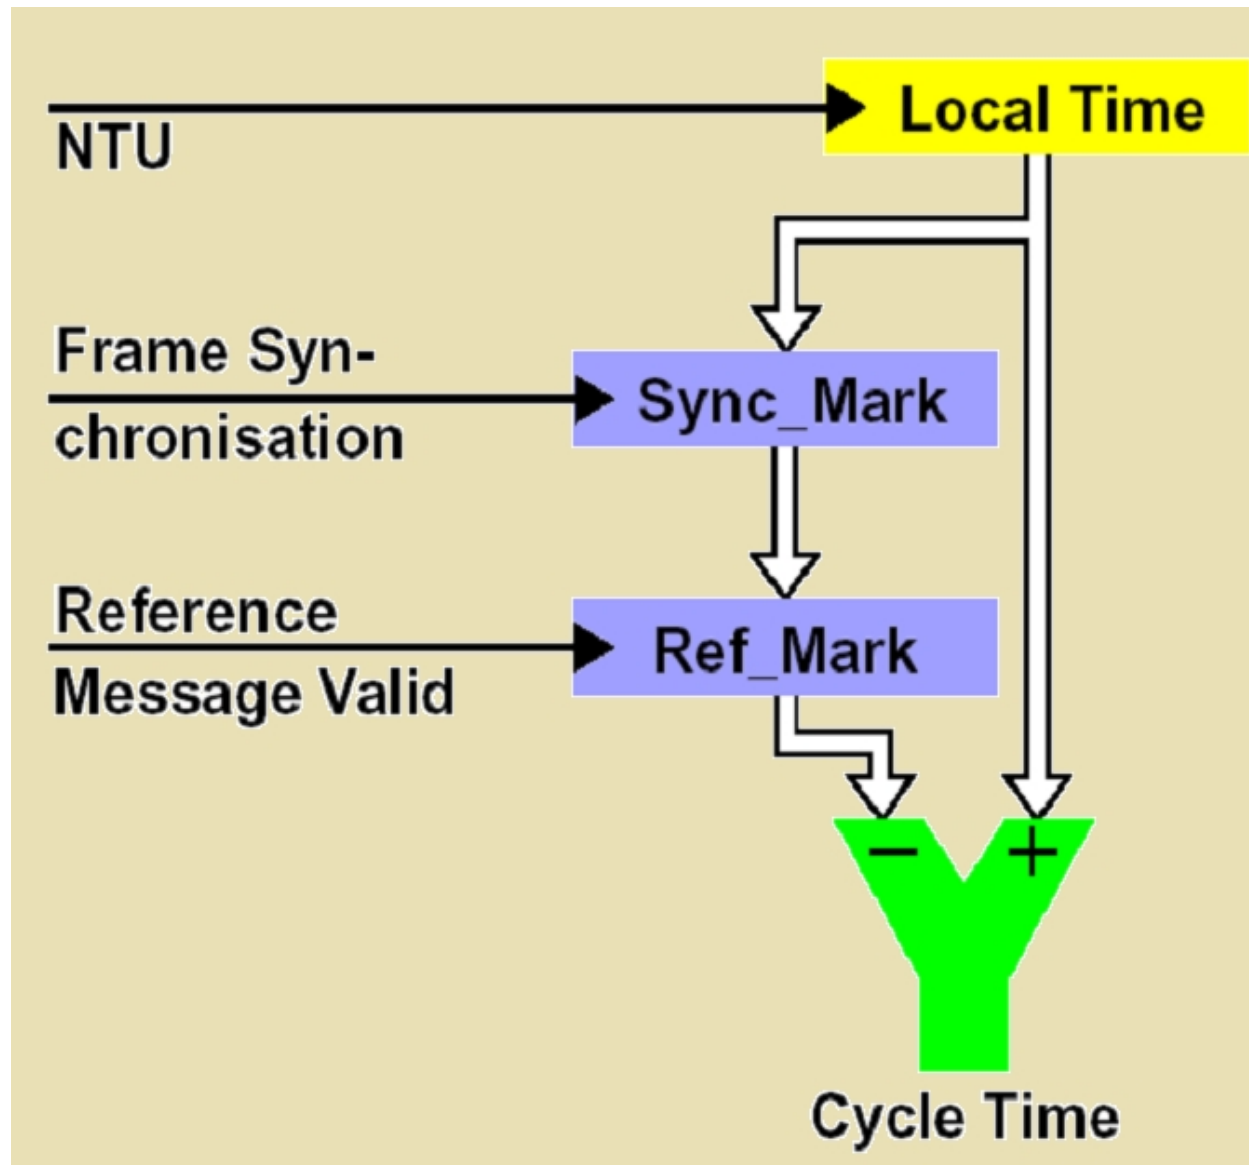 Local Time
NTU
Frame Syn-
chronisation
Sync_Mark
Reference
Message Valid
Ref_Mark
− +
Cycle Time